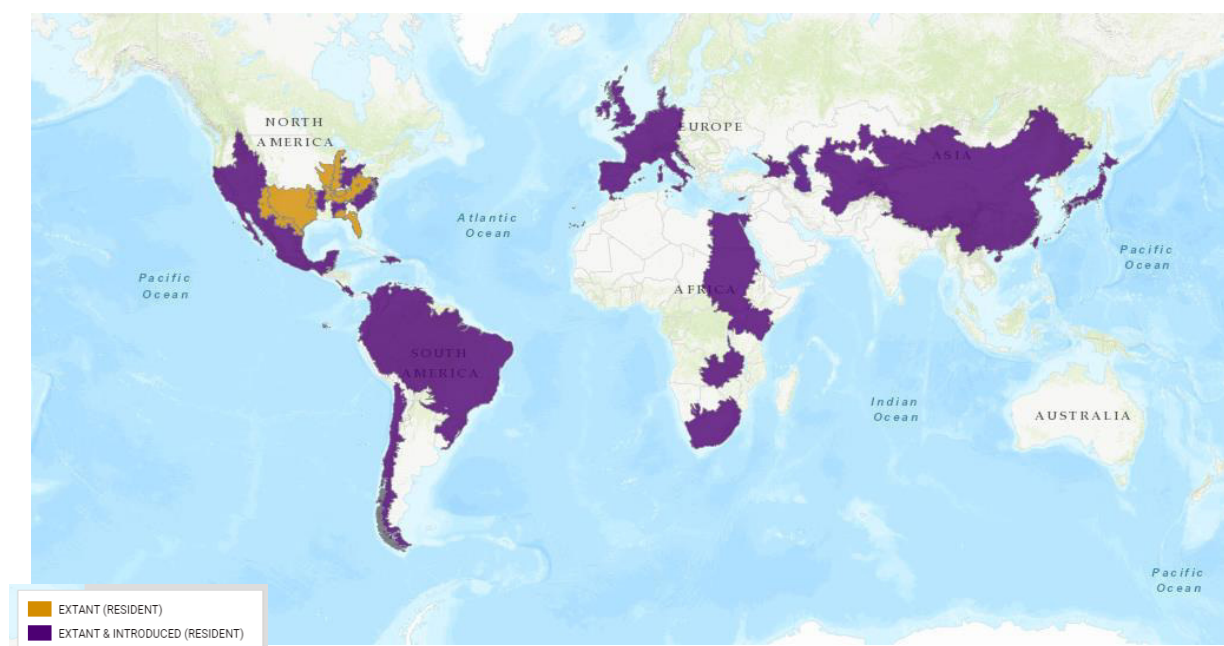 NORTH
AMERICA
EUROPE
ASIA
Atlantic
Ocean
Pacific
Ocean
Pacific
Ocean
AFRICA
SOUTH
AMERICA
Indian
Ocean
AUSTRALIA
Pacific
Ocean
EXTANT (RESIDENT)
EXTANT & INTRODUCED (RESIDENT)